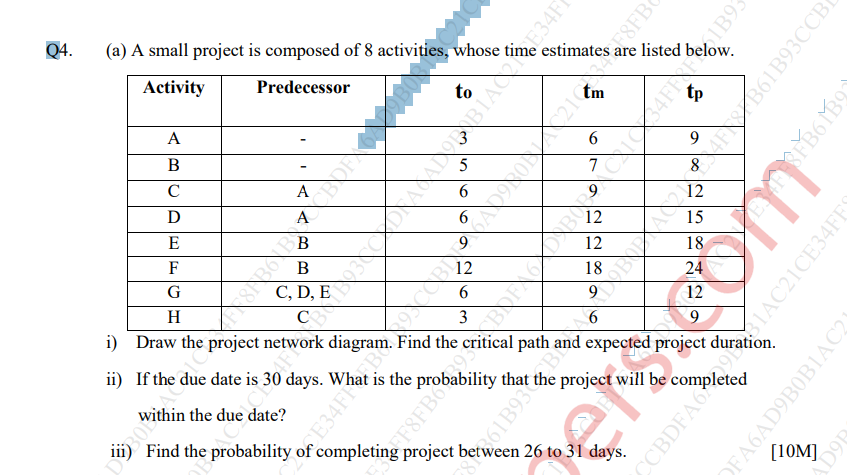 Q4. (a) A small project is composed of 8 activities, whose time estimates are listed below.
Activity Predecessor to tm tp
A - 3 6 9
B - 5 7 8
C A 6 9 12
D A 6 12 15
E B 9 12 18
F B 12 18 24
G C, D, E 6 9 12
H C 3 6 9
i) Draw the project network diagram. Find the critical path and expected project duration.
ii) If the due date is 30 days. What is the probability that the project will be completed
within the due date?
iii) Find the probability of completing project between 26 to 31 days. [10M]
pers.com